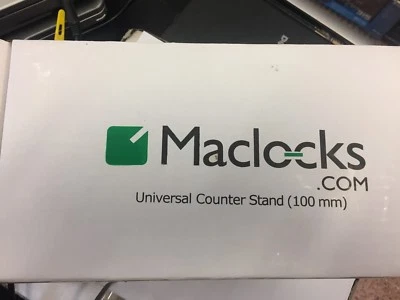 Maclocks
.COM
Universal Counter Stand (100 mm)